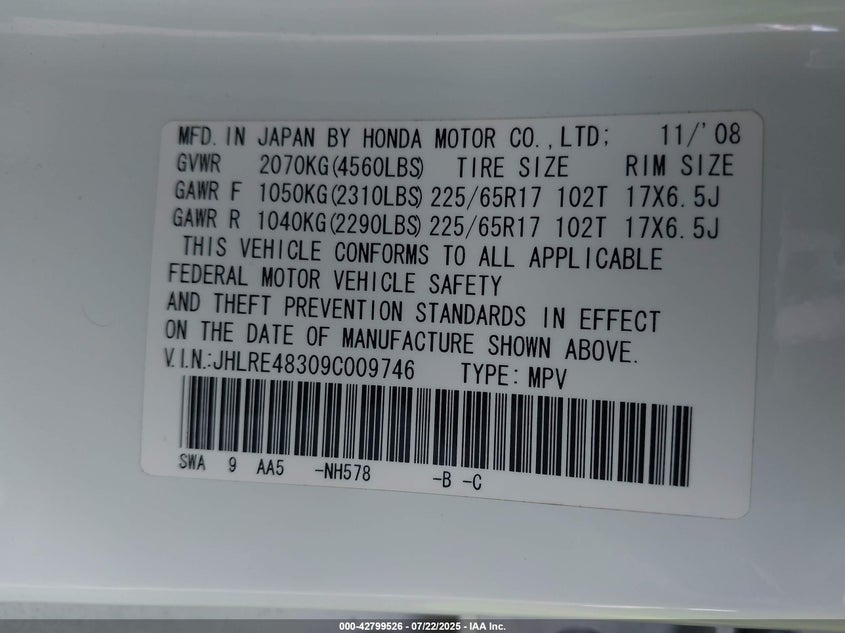 MFD. IN JAPAN BY HONDA MOTOR CO., LTD; 11/'08
GVWR 2070KG(4560LBS) TIRE SIZE RIM SIZE
GAWR F 1050KG(2310LBS) 225/65R17 102T 17X6.5J
GAWR R 1040KG(2290LBS) 225/65R17 102T 17X6.5J
THIS VEHICLE CONFORMS TO ALL APPLICABLE
FEDERAL MOTOR VEHICLE SAFETY
AND THEFT PREVENTION STANDARDS IN EFFECT
ON THE DATE OF MANUFACTURE SHOWN ABOVE.
V.I.N.:JHLRE48309C009746 TYPE: MPV
SWA 9 AA5 -NH578 -B -C
000-42799526 - 07/22/2025 - IAA Inc.